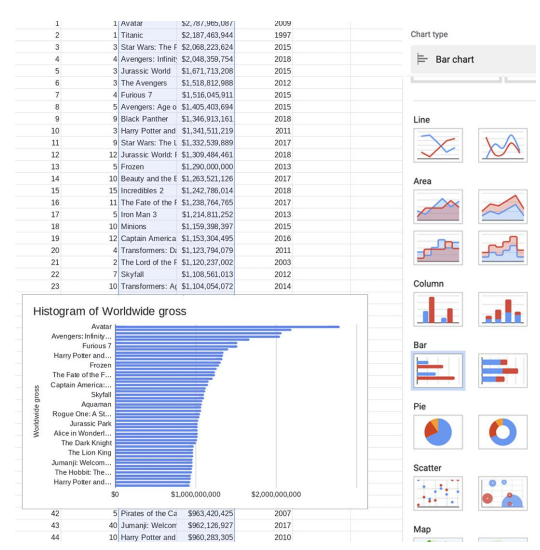 1 1 Avatar $2,787,965,087 2009
2 1 Titanic $2,187,463,944 1997
3 3 Star Wars: The F $2,068,223,624 2015
4 4 Avengers: Infinity $2,048,359,754 2018
5 3 Jurassic World $1,671,713,208 2015
6 3 The Avengers $1,518,812,988 2012
7 4 Furious 7 $1,516,045,911 2015
8 5 Avengers: Age o $1,405,403,694 2015
9 9 Black Panther $1,346,913,161 2018
10 3 Harry Potter and $1,341,511,219 2011
11 9 Star Wars: The L $1,332,539,889 2017
12 12 Jurassic World: F $1,309,484,461 2018
13 5 Frozen $1,290,000,000 2013
14 10 Beauty and the B $1,263,521,126 2017
15 15 Incredibles 2 $1,242,786,014 2018
16 11 The Fate of the F $1,238,764,765 2017
17 5 Iron Man 3 $1,214,811,252 2013
18 10 Minions $1,159,398,397 2015
19 12 Captain America $1,153,304,495 2016
20 4 Transformers: Da $1,123,794,079 2011
21 2 The Lord of the R $1,120,237,002 2003
22 7 Skyfall $1,108,561,013 2012
23 10 Transformers: Ag $1,104,054,072 2014
Histogram of Worldwide gross
Worldwide gross
Avatar
Avengers: Infinity...
Furious 7
Harry Potter and...
Frozen
The Fate of the F...
Captain America:...
Skyfall
Aquaman
Rogue One: A St...
Jurassic Park
Alice in Wonderl...
The Dark Knight
The Lion King
Jumanji: Welcom...
The Hobbit: The...
Harry Potter and...
$0 $1,000,000,000 $2,000,000,000
42 5 Pirates of the Ca $963,420,425 2007
43 40 Jumanji: Welcom $962,126,927 2017
44 10 Harry Potter and $960,283,305 2010
Chart type
Bar chart
Line
Area
Column
Bar
Pie
Scatter
Map